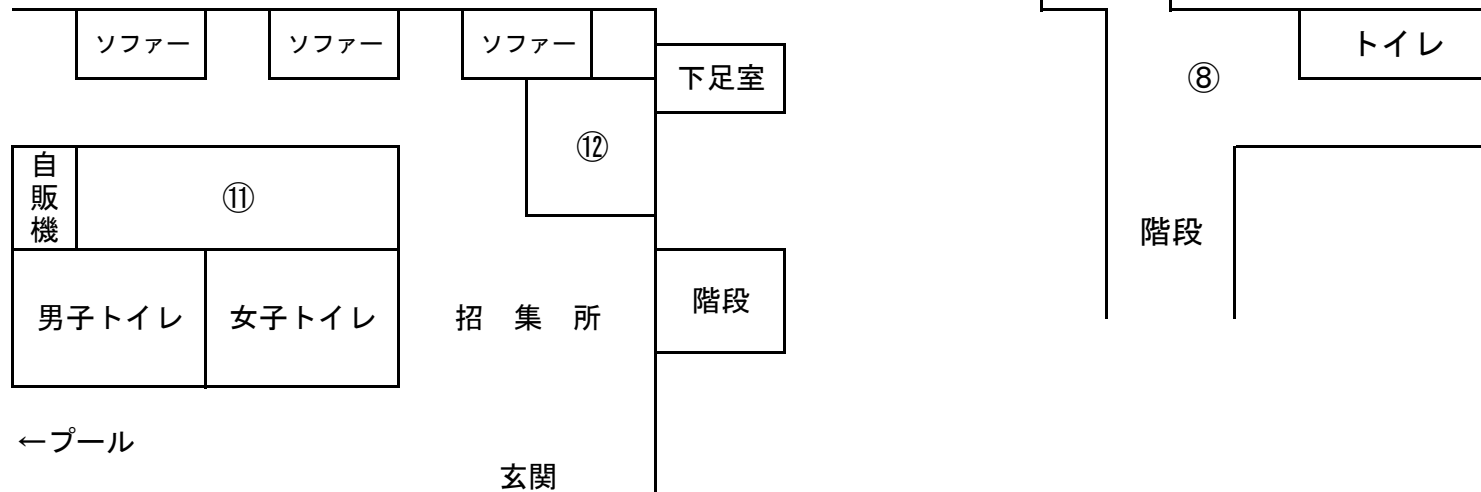 ソファー
ソファー
ソファー
トイレ
下足室
⑧
⑫
自販機
⑪
階段
男子トイレ
女子トイレ
招 集 所
階段
←プール
玄関